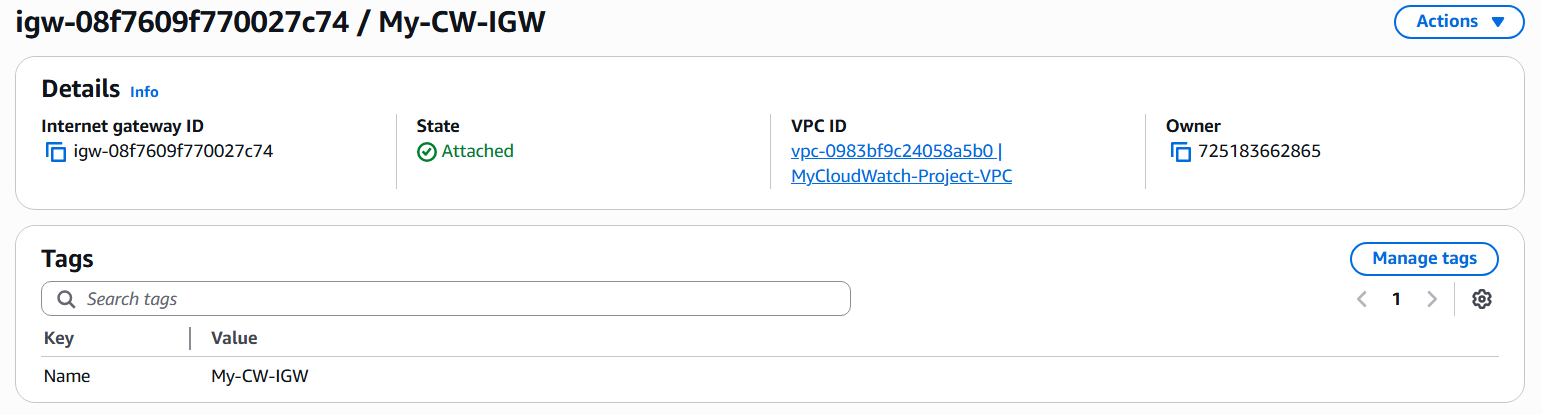 igw-08f7609f770027c74 / My-CW-IGW
Actions
Details Info
Internet gateway ID
igw-08f7609f770027c74
State
Attached
VPC ID
vpc-0983bf9c24058a5b0 |
MyCloudWatch-Project-VPC
Owner
725183662865
Tags
Manage tags
Search tags
1
Key Value
Name My-CW-IGW